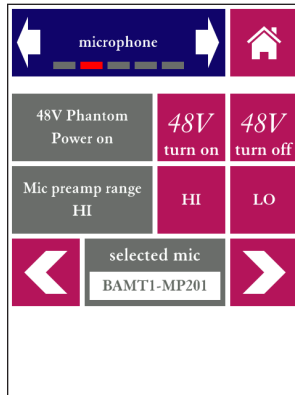 microphone
48V Phantom
Power on
48V
turn on
48V
turn off
Mic preamp range
HI
HI
LO
selected mic
BAMT1-MP201